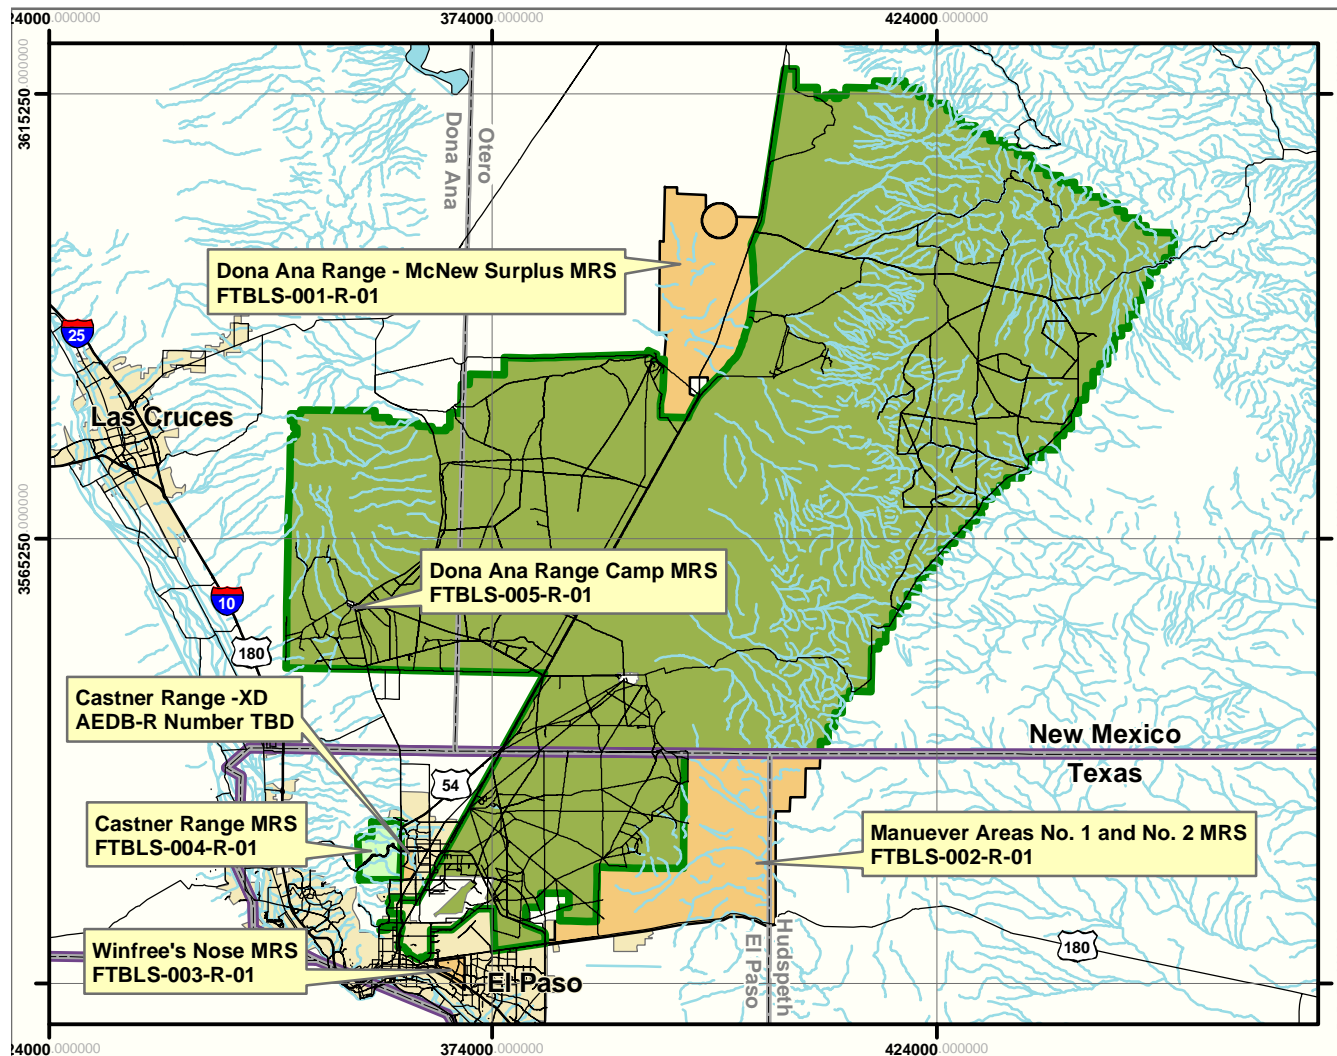 24000.000000 374000.000000 424000.000000
3615250.000000
Otero
Dona Ana
Dona Ana Range - McNew Surplus MRS
FTBLS-001-R-01
25
Las Cruces
3565250.000000
Dona Ana Range Camp MRS
FTBLS-005-R-01
10
180
Castner Range -XD
AEDB-R Number TBD
New Mexico
Texas
54
Castner Range MRS
FTBLS-004-R-01
Manuever Areas No. 1 and No. 2 MRS
FTBLS-002-R-01
Hudspeth
El Paso
180
Winfree's Nose MRS
FTBLS-003-R-01
El Paso
24000.000000 374000.000000 424000.000000